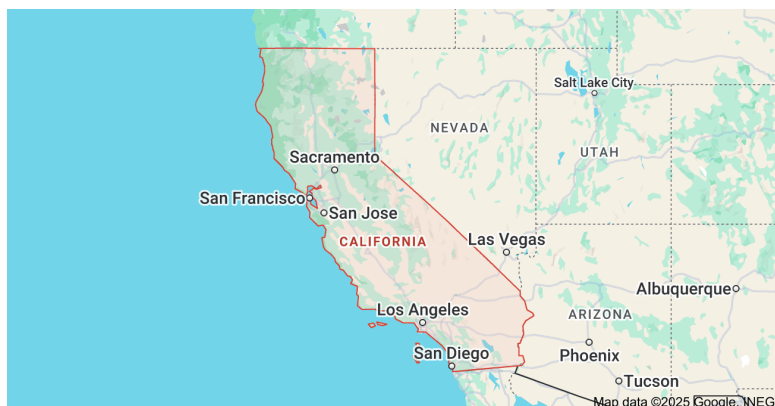 Salt Lake City
NEVADA
UTAH
Sacramento
San Francisco
San Jose
CALIFORNIA
Las Vegas
Albuquerque
Los Angeles
ARIZONA
San Diego
Phoenix
Tucson
Map data ©2025 Google, INEG